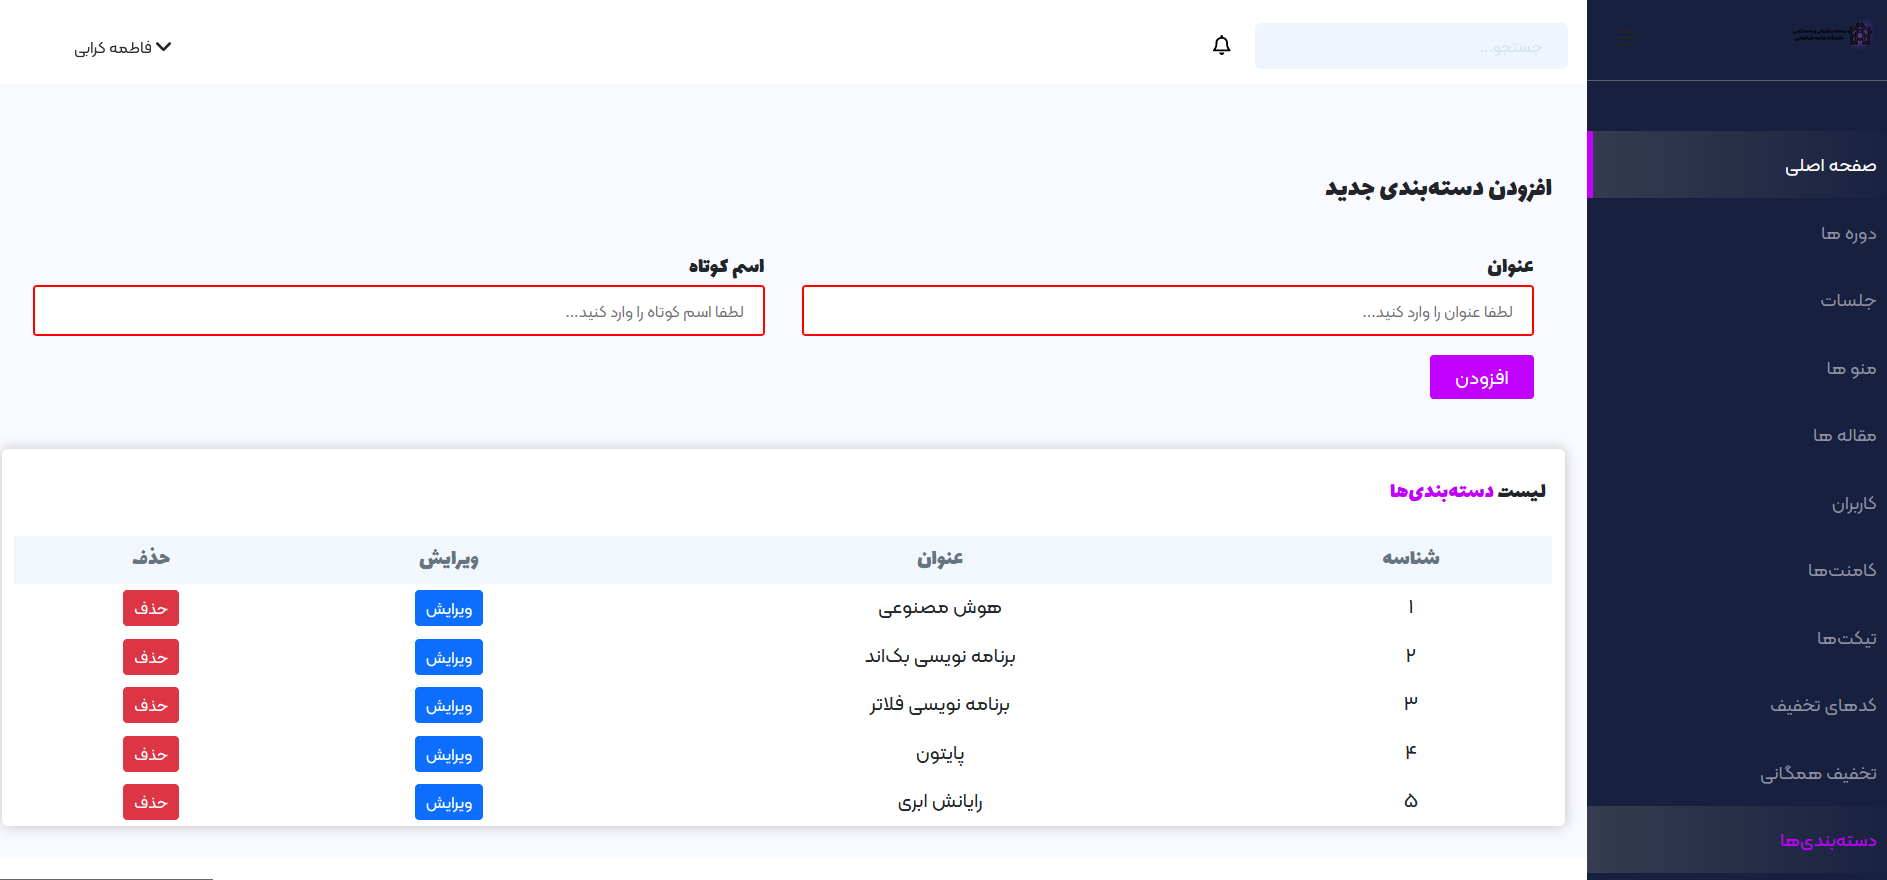 جستجو...
فاطمه کرابی
صفحه اصلی
دوره ها
جلسات
منو ها
مقاله ها
کاربران
کامنت‌ها
تیکت‌ها
کدهای تخفیف
تخفیف همگانی
دسته‌بندی‌ها
افزودن دسته‌بندی جدید
عنوان
لطفا عنوان را وارد کنید...
اسم کوتاه
لطفا اسم کوتاه را وارد کنید...
افزودن
لیست دسته‌بندی‌ها
شناسه عنوان ویرایش حذف
۱ هوش مصنوعی ویرایش حذف
۲ برنامه نویسی بک‌اند ویرایش حذف
۳ برنامه نویسی فلاتر ویرایش حذف
۴ پایتون ویرایش حذف
۵ رایانش ابری ویرایش حذف